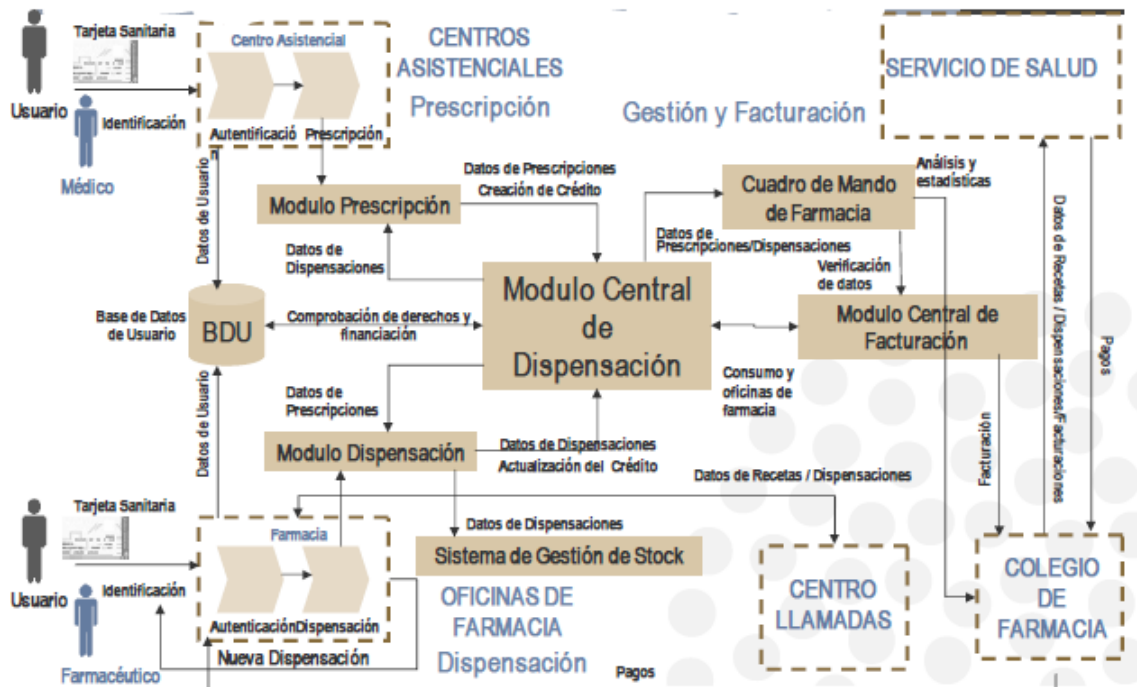 Tarjeta Sanitaria
Usuario
Identificación
Médico
Centro Asistencial
Autentificació
n
Prescripción
CENTROS
ASISTENCIALES
Prescripción
Gestión y Facturación
SERVICIO DE SALUD
Datos de Usuario
Modulo Prescripción
Datos de Prescripciones
Creación de Crédito
Datos de
Dispensaciones
Cuadro de Mando
de Farmacia
Análisis y
estadísticas
Datos de
Prescripciones/Dispensaciones
Verificación
de datos
Base de Datos
de Usuario
BDU
Comprobación de derechos y
financiación
Modulo Central
de
Dispensación
Modulo Central de
Facturación
Consumo y
oficinas de
farmacia
Datos de Recetas / Dispensaciones/Facturaciones
Pagos
Facturación
Datos de Usuario
Datos de
Prescripciones
Modulo Dispensación
Datos de Dispensaciones
Actualización del Crédito
Datos de Recetas / Dispensaciones
Tarjeta Sanitaria
Usuario
Identificación
Farmacéutico
Farmacia
Autenticación
Dispensación
Nueva Dispensación
Datos de Dispensaciones
Sistema de Gestión de Stock
OFICINAS DE
FARMACIA
Dispensación
Pagos
CENTRO
LLAMADAS
COLEGIO
DE
FARMACIA